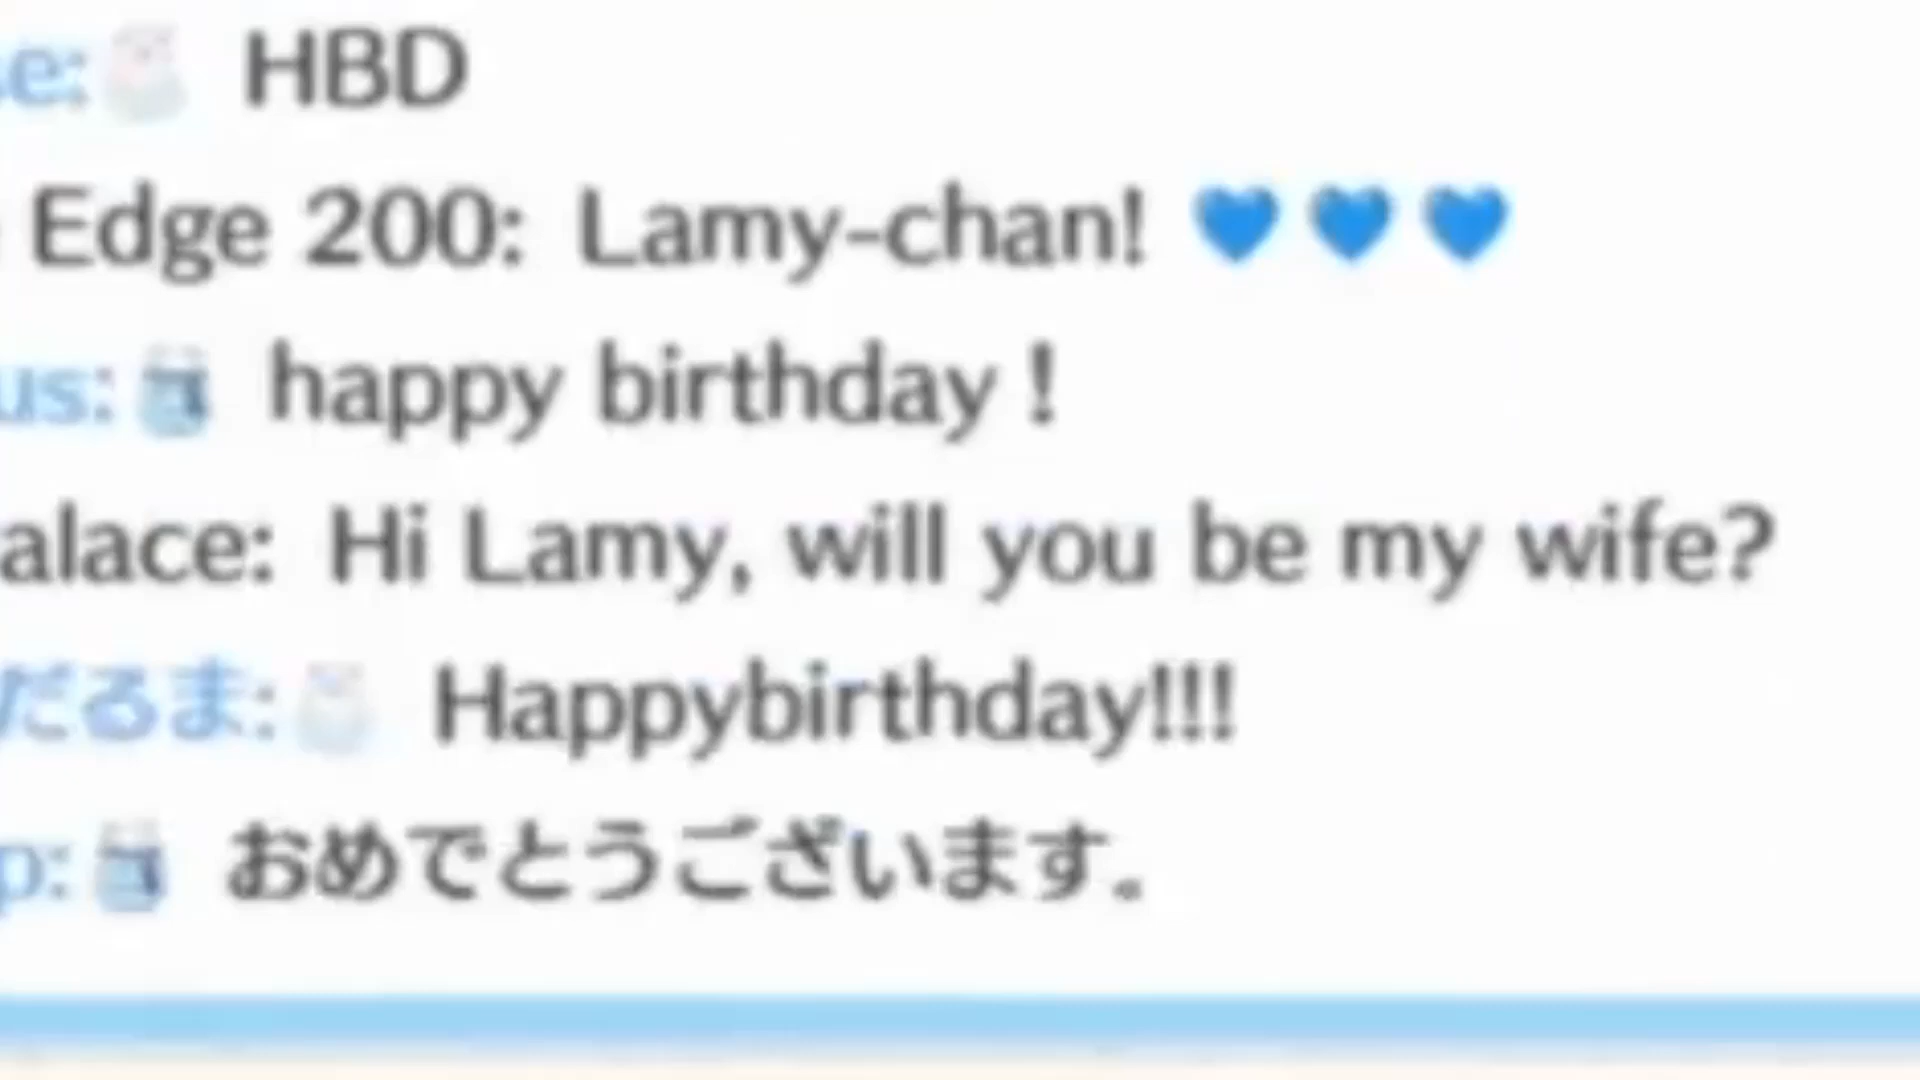 se: HBD
Edge 200: Lamy-chan! 💙💙💙
us: happy birthday !
alace: Hi Lamy, will you be my wife?
だるま: Happybirthday!!!
p: おめでとうございます。